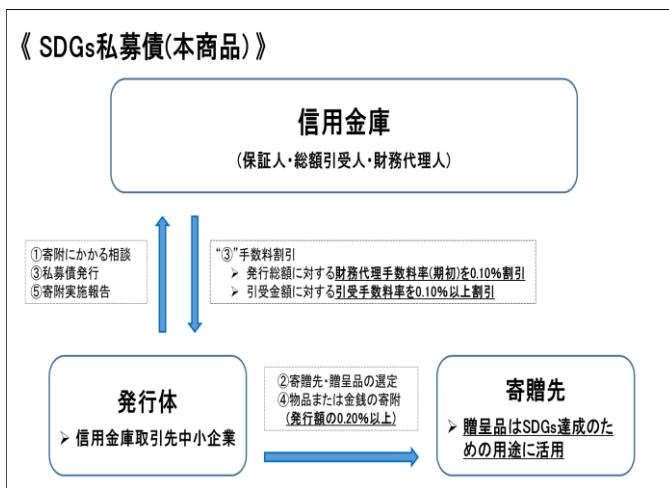 《 SDGs私募債(本商品) 》
信用金庫
(保証人・総額引受人・財務代理人)
①寄附にかかる相談
③私募債発行
⑤寄附実施報告
“③”手数料割引
➢ 発行総額に対する財務代理手数料率(期初)を0.10%割引
➢ 引受金額に対する引受手数料率を0.10%以上割引
発行体
➢ 信用金庫取引先中小企業
②寄贈先・贈呈品の選定
④物品または金銭の寄附
(発行額の0.20%以上)
寄贈先
➢ 贈呈品はSDGs達成のた
めの用途に活用